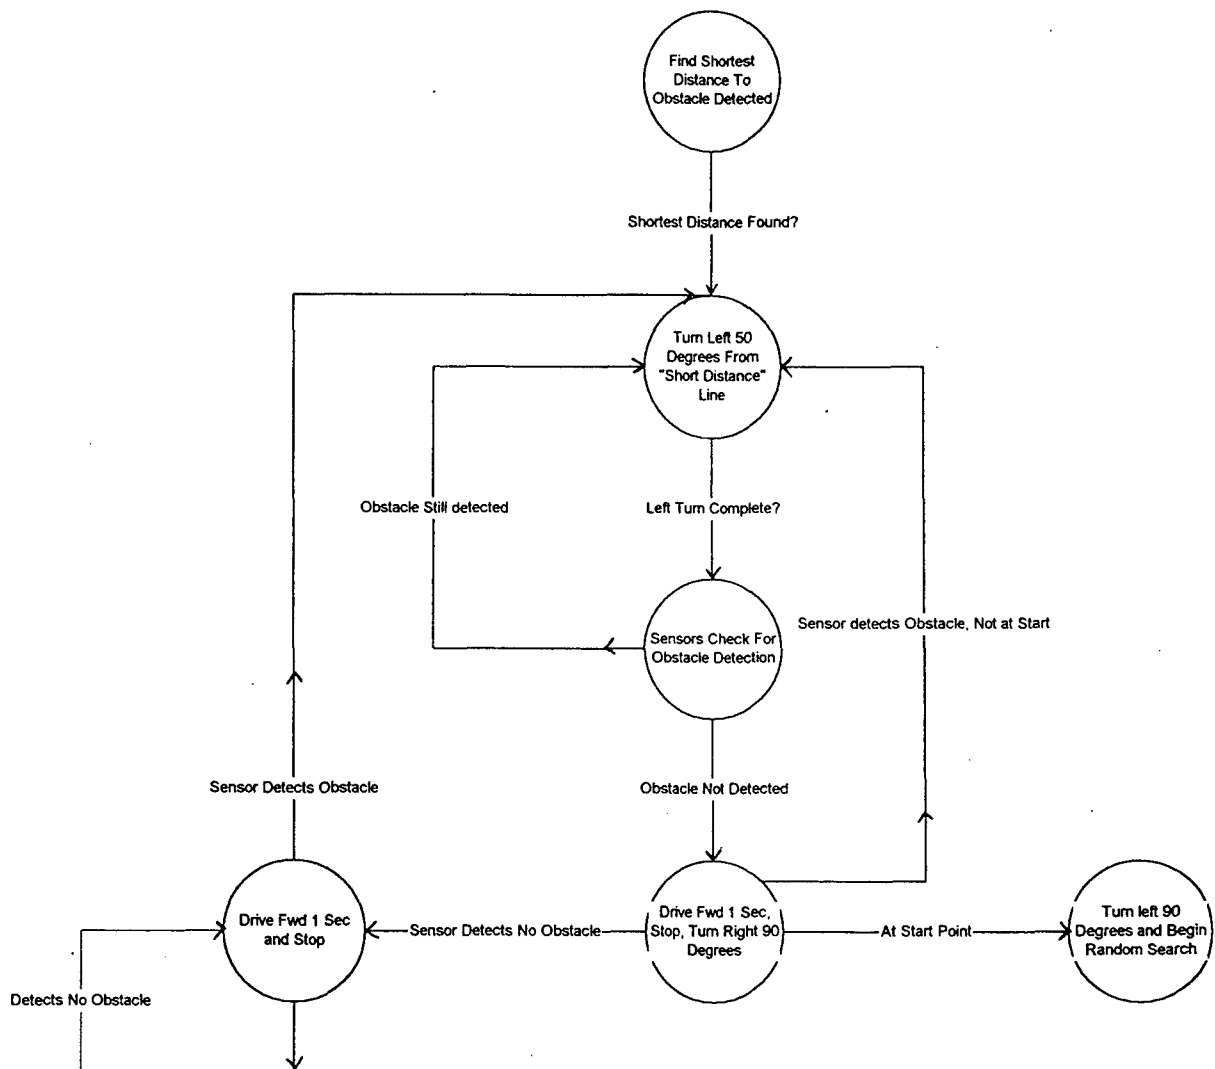 Find Shortest
Distance To
Obstacle Detected
Shortest Distance Found?
Turn Left 50
Degrees From
"Short Distance"
Line
Obstacle Still detected
Left Turn Complete?
Sensors Check For
Obstacle Detection
Sensor detects Obstacle, Not at Start
Sensor Detects Obstacle
Obstacle Not Detected
Drive Fwd 1 Sec
and Stop
Sensor Detects No Obstacle
Drive Fwd 1 Sec,
Stop, Turn Right 90
Degrees
At Start Point
Turn left 90
Degrees and Begin
Random Search
Detects No Obstacle